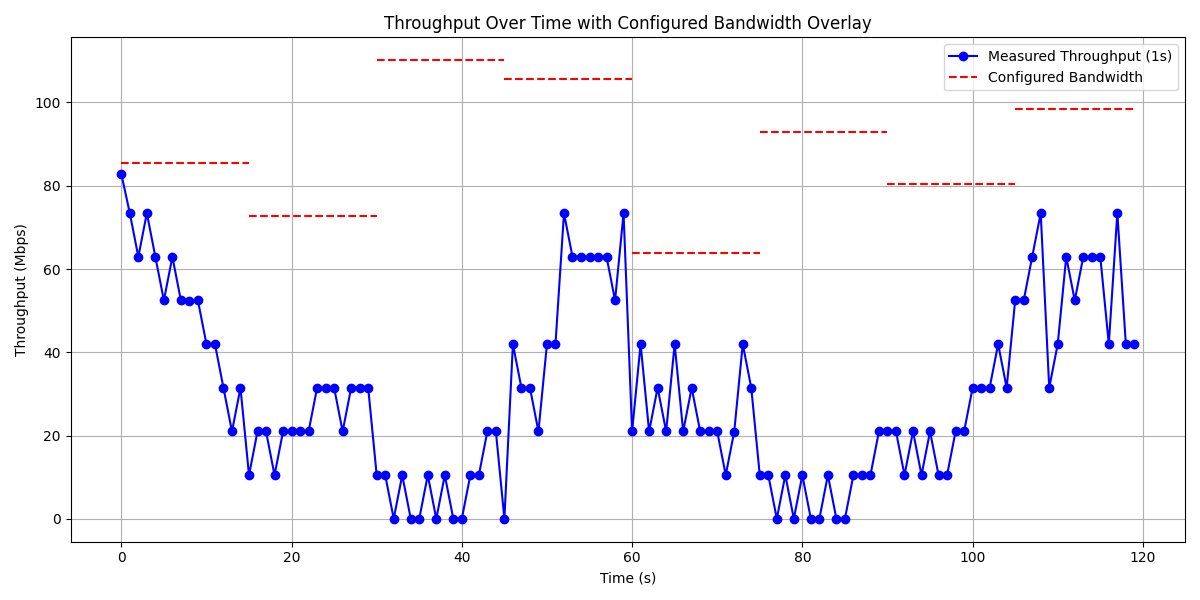 Throughput Over Time with Configured Bandwidth Overlay
Measured Throughput (1s)
Configured Bandwidth
Throughput (Mbps)
100
80
60
40
20
0
0 20 40 60 80 100 120
Time (s)